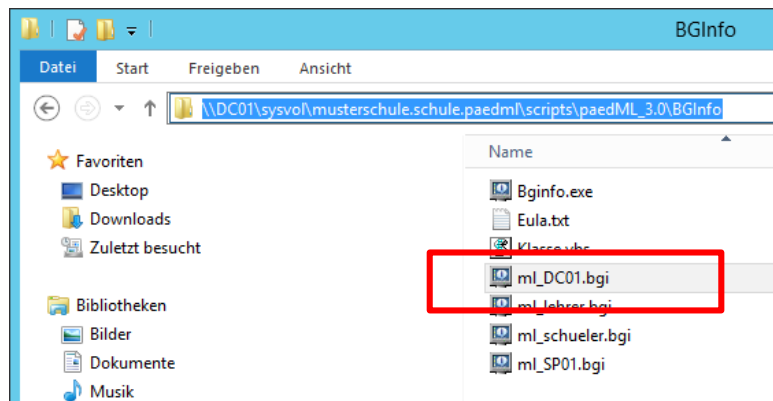 BGInfo
Datei Start Freigeben Ansicht
\\DC01\sysvol\musterschule.schule.paedml\scripts\paedML_3.0\BGInfo
Favoriten
Desktop
Downloads
Zuletzt besucht
Bibliotheken
Bilder
Dokumente
Musik
Name
Bginfo.exe
Eula.txt
Klasse.vbs
ml_DC01.bgi
ml_lehrer.bgi
ml_schueler.bgi
ml_SP01.bgi